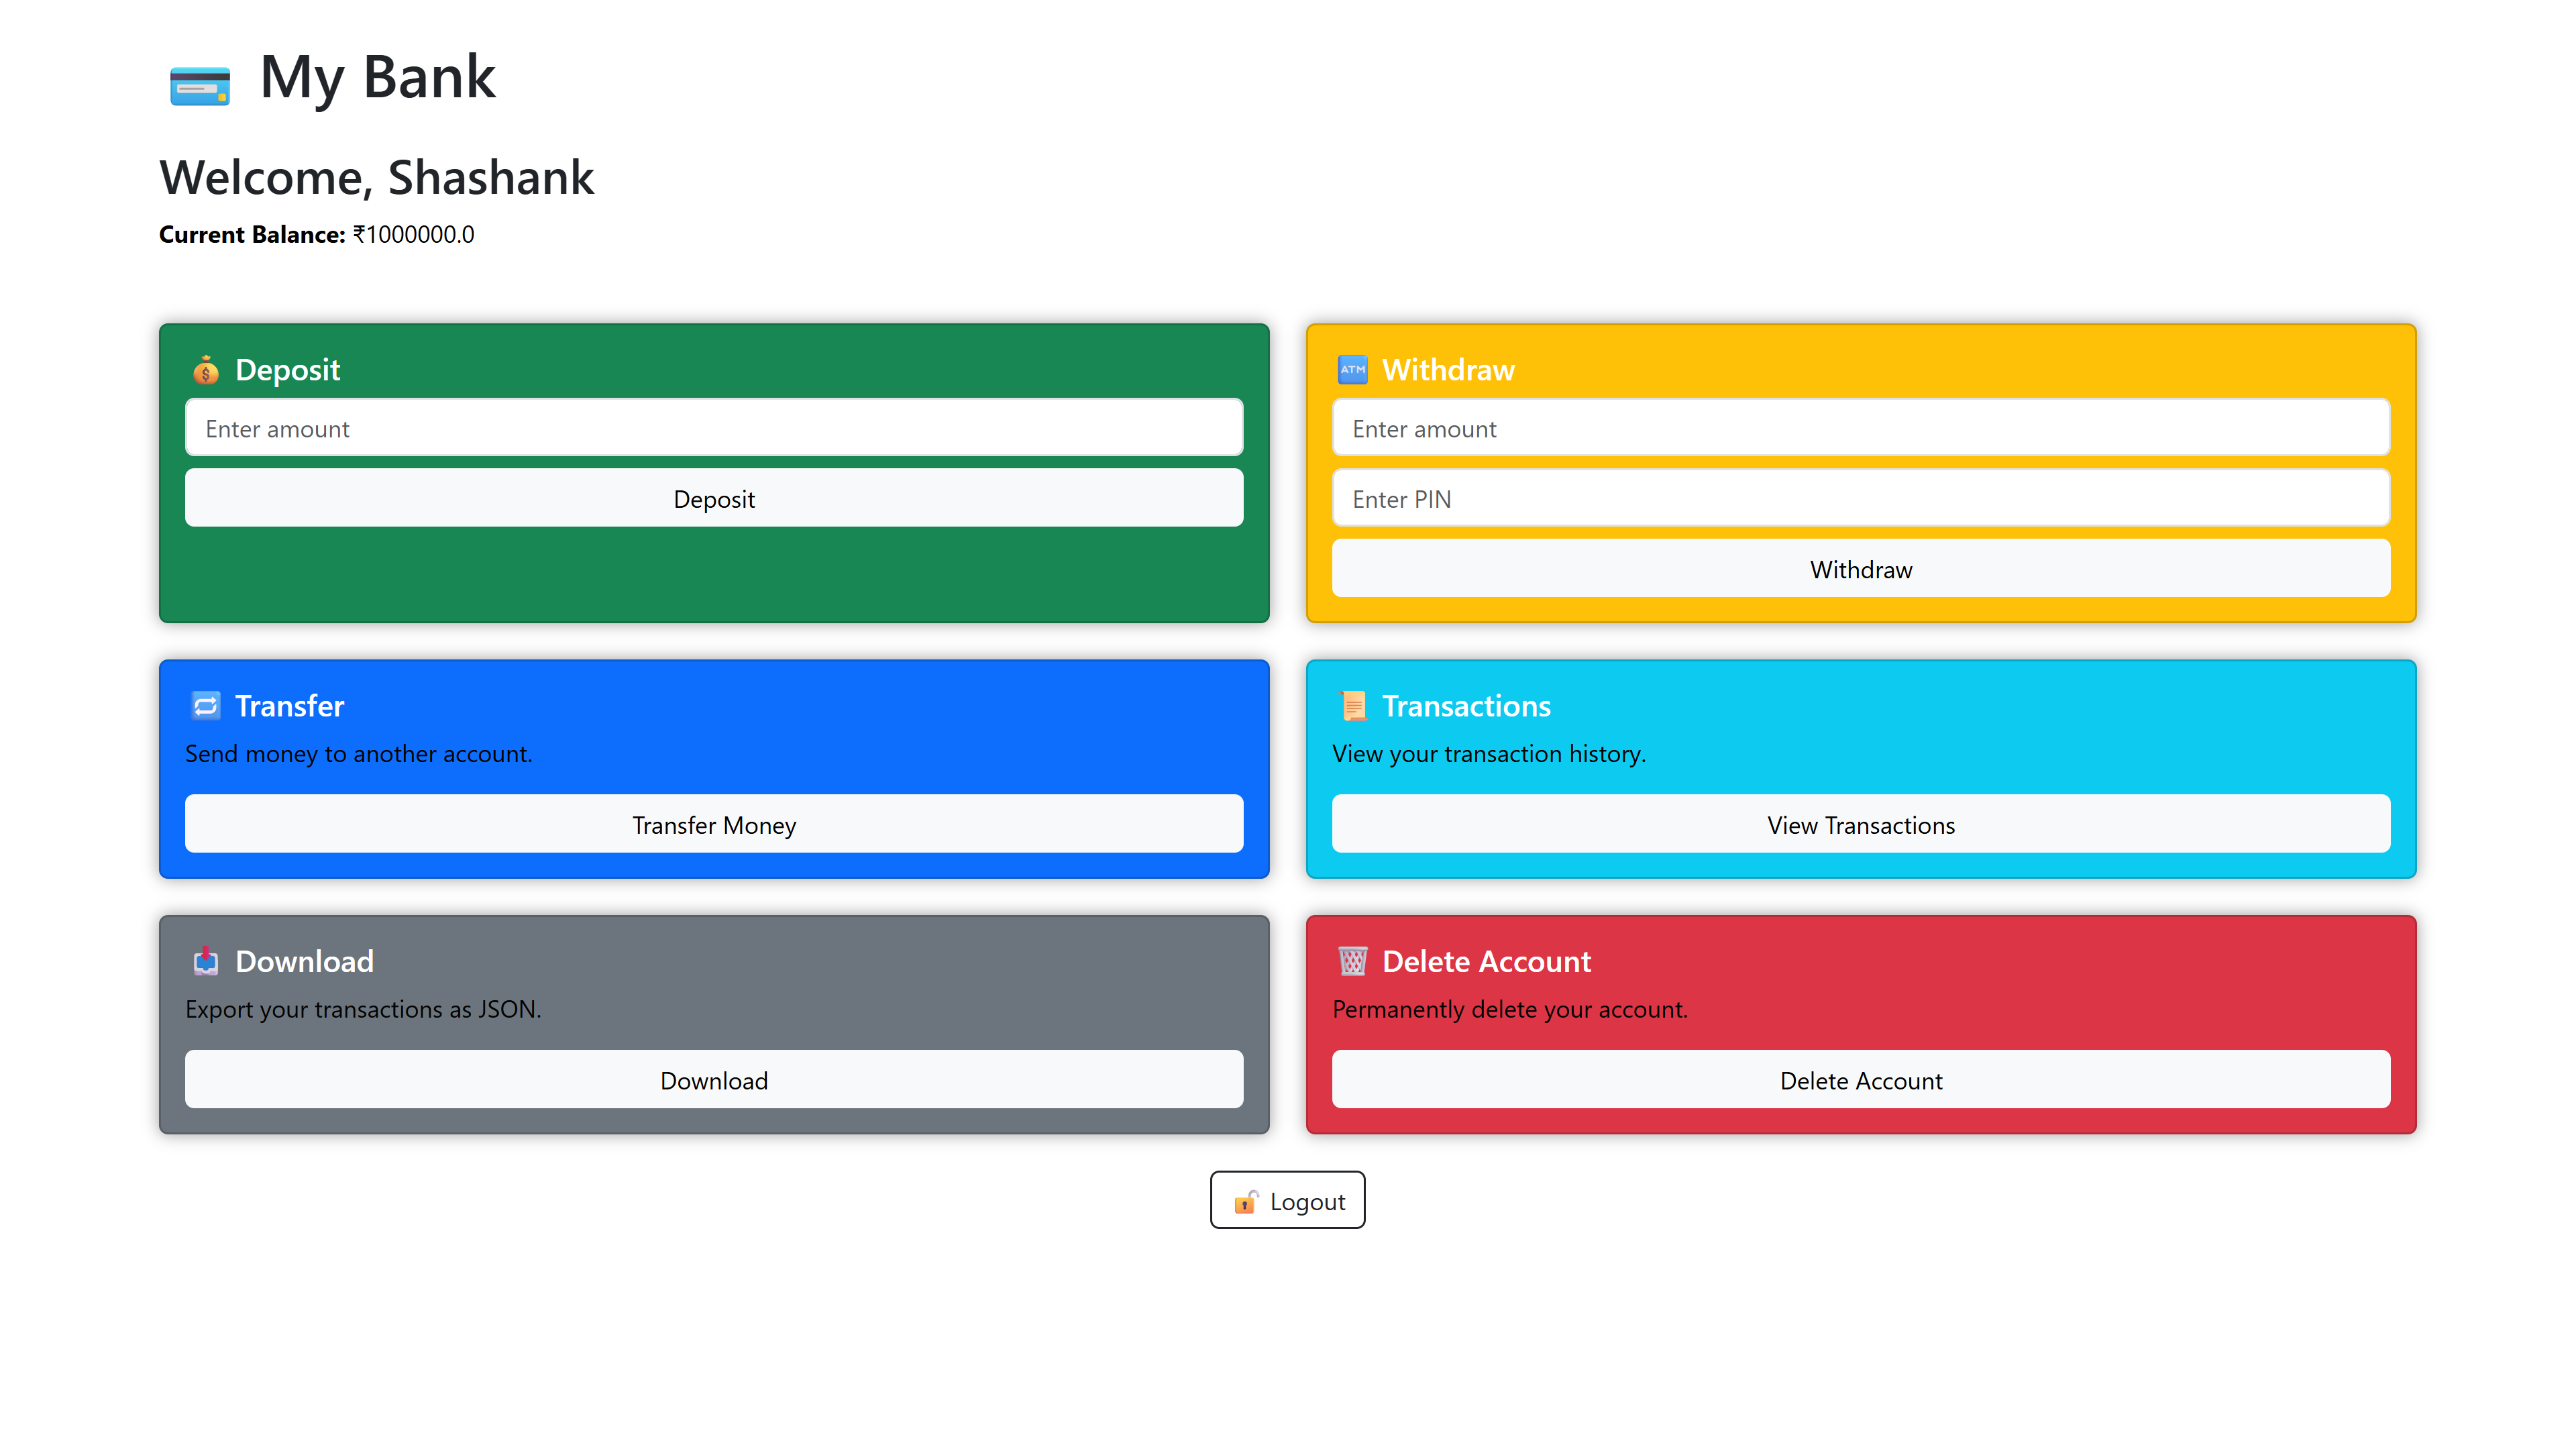 My Bank
Welcome, Shashank
Current Balance: ₹1000000.0
Deposit
Enter amount
Deposit
ATM Withdraw
Enter amount
Enter PIN
Withdraw
Transfer
Send money to another account.
Transfer Money
Transactions
View your transaction history.
View Transactions
Download
Export your transactions as JSON.
Download
Delete Account
Permanently delete your account.
Delete Account
Logout